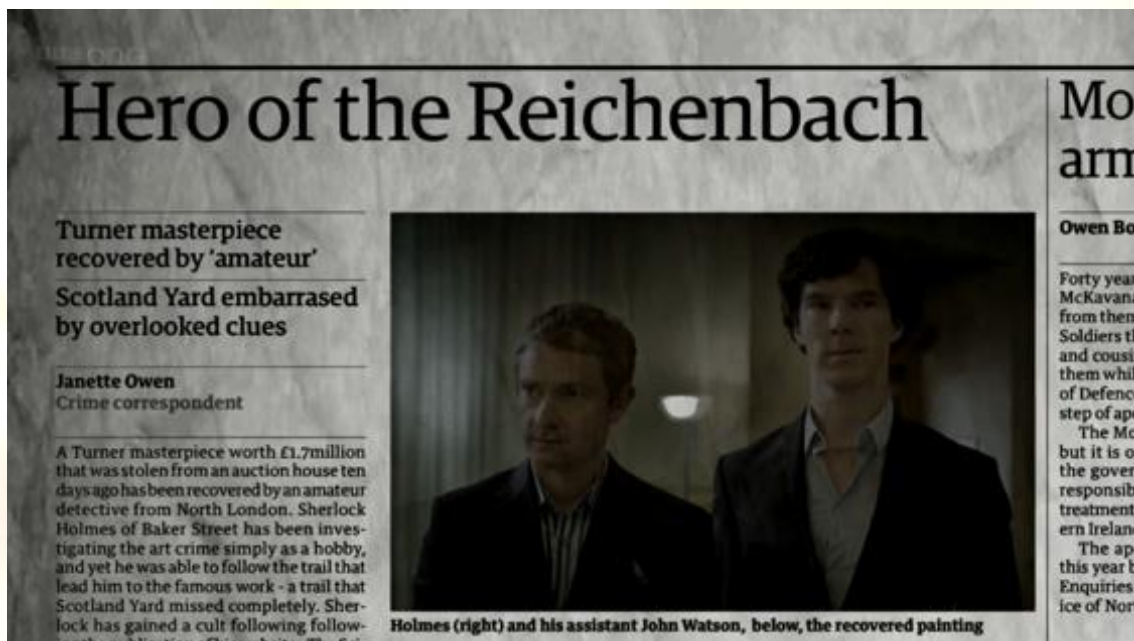 Hero of the Reichenbach
Turner masterpiece
recovered by 'amateur'
Scotland Yard embarrased
by overlooked clues
Janette Owen
Crime correspondent
A Turner masterpiece worth £1.7million
that was stolen from an auction house ten
days ago has been recovered by an amateur
detective from North London. Sherlock
Holmes of Baker Street has been inves-
tigating the art crime simply as a hobby,
and yet he was able to follow the trail that
lead him to the famous work - a trail that
Scotland Yard missed completely. Sher-
lock has gained a cult following follow-
Holmes (right) and his assistant John Watson, below, the recovered painting
Mo
arm
Owen Bo
Forty year
McKavana
from them
Soldiers th
and cousi
them whil
of Defence
step of apo
The Mo
but it is o
the gover
responsib
treatment
ern Ireland
The ap
this year b
Enquiries
ice of Nor